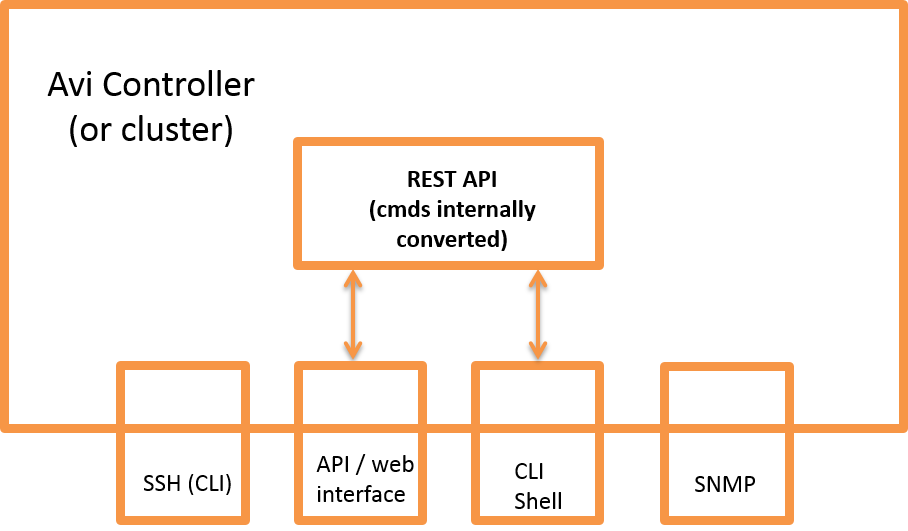 Avi Controller
(or cluster)
REST API
(cmds internally
converted)
SSH (CLI)
API / web
interface
CLI
Shell
SNMP